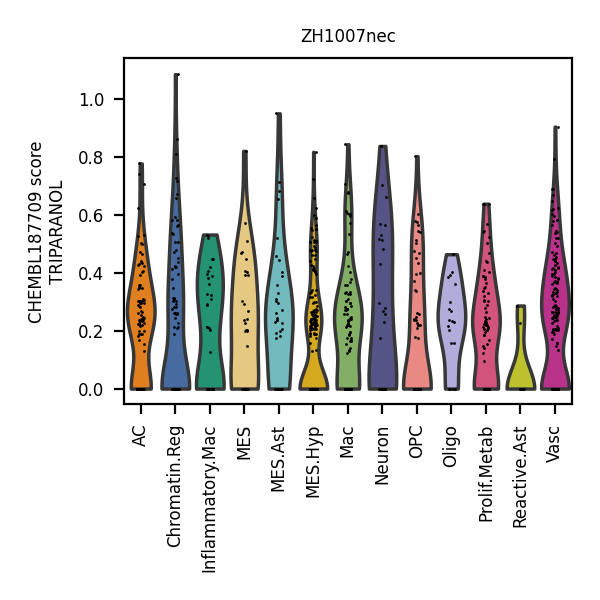 ZH1007nec
CHEMBL187709 score
TRIPARANOL
1.0
0.8
0.6
0.4
0.2
0.0
AC
Chromatin.Reg
Inflammatory.Mac
MES
MES.Ast
MES.Hyp
Mac
Neuron
OPC
Oligo
Prolif.Metab
Reactive.Ast
Vasc